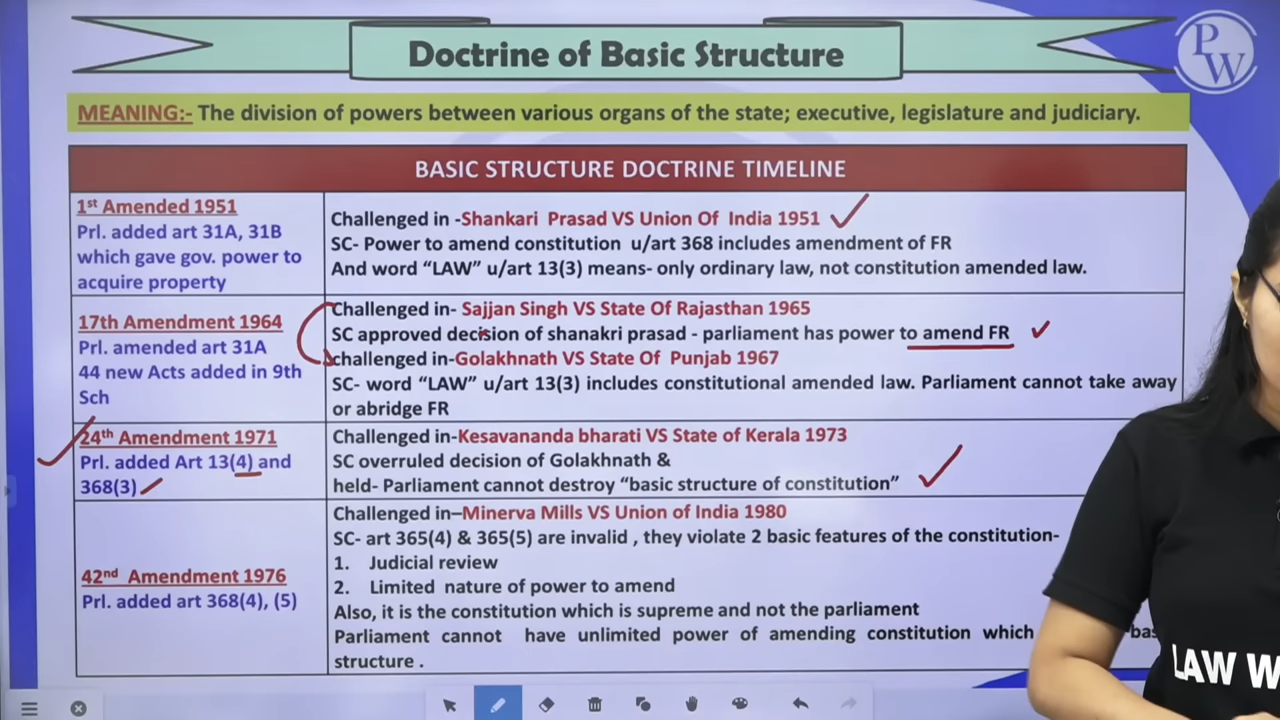 Doctrine of Basic Structure
PW
MEANING:- The division of powers between various organs of the state; executive, legislature and judiciary.
BASIC STRUCTURE DOCTRINE TIMELINE
1st Amended 1951
Prl. added art 31A, 31B
which gave gov. power to
acquire property
Challenged in -Shankari Prasad VS Union Of India 1951
SC- Power to amend constitution u/art 368 includes amendment of FR
And word “LAW” u/art 13(3) means- only ordinary law, not constitution amended law.
17th Amendment 1964
Prl. amended art 31A
44 new Acts added in 9th
Sch
Challenged in- Sajjan Singh VS State Of Rajasthan 1965
SC approved decision of shanakri prasad - parliament has power to amend FR
challenged in-Golakhnath VS State Of Punjab 1967
SC- word “LAW” u/art 13(3) includes constitutional amended law. Parliament cannot take away
or abridge FR
24th Amendment 1971
Prl. added Art 13(4) and
368(3)
Challenged in-Kesavananda bharati VS State of Kerala 1973
SC overruled decision of Golakhnath &
held- Parliament cannot destroy “basic structure of constitution”
42nd Amendment 1976
Prl. added art 368(4), (5)
Challenged in–Minerva Mills VS Union of India 1980
SC- art 365(4) & 365(5) are invalid , they violate 2 basic features of the constitution-
1. Judicial review
2. Limited nature of power to amend
Also, it is the constitution which is supreme and not the parliament
Parliament cannot have unlimited power of amending constitution which
structure .
LAW W